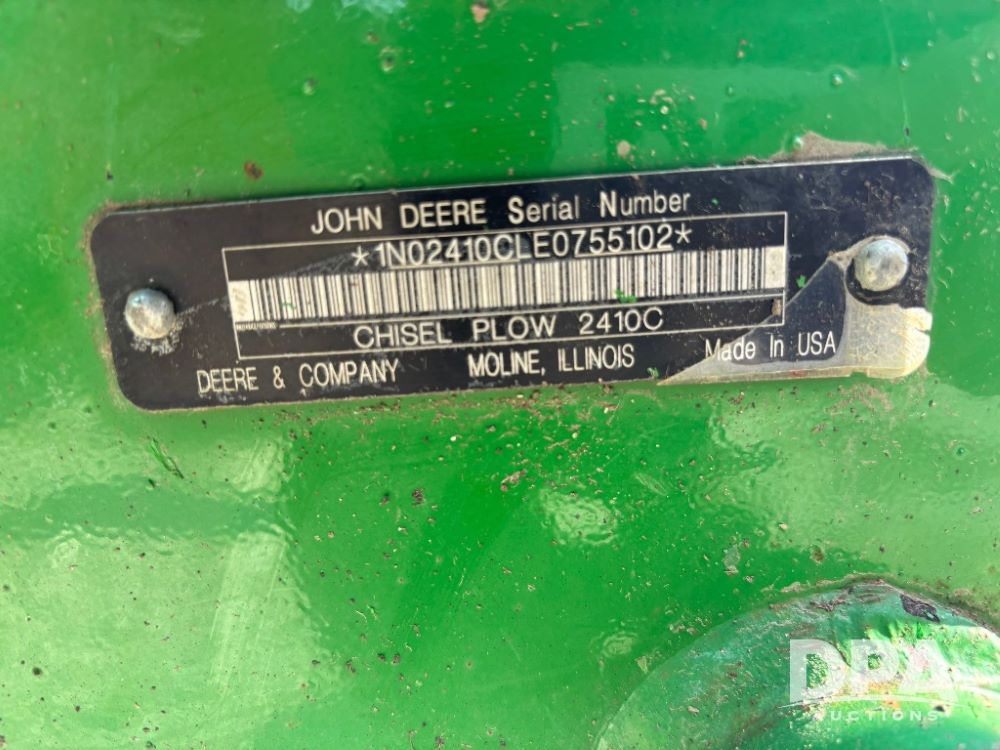 JOHN DEERE Serial Number
*1N02410CLE0755102*
CHISEL PLOW 2410C
DEERE & COMPANY MOLINE, ILLINOIS Made In USA
DPA
AUCTIONS